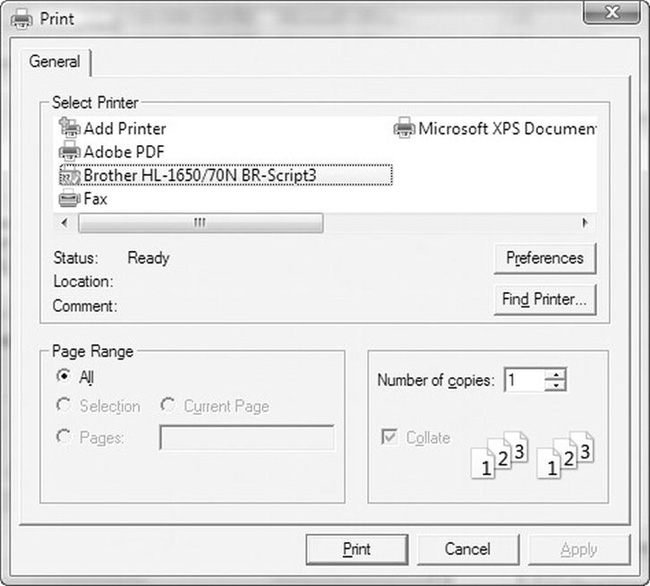 Print
General
Select Printer
Add Printer
Microsoft XPS Documen
Adobe PDF
Brother HL-1650/70N BR-Script3
Fax
Status: Ready
Preferences
Location:
Find Printer...
Comment:
Page Range
All
Number of copies: 1
Selection Current Page
Pages:
Collate
1 2 3 1 2 3
Print Cancel Apply